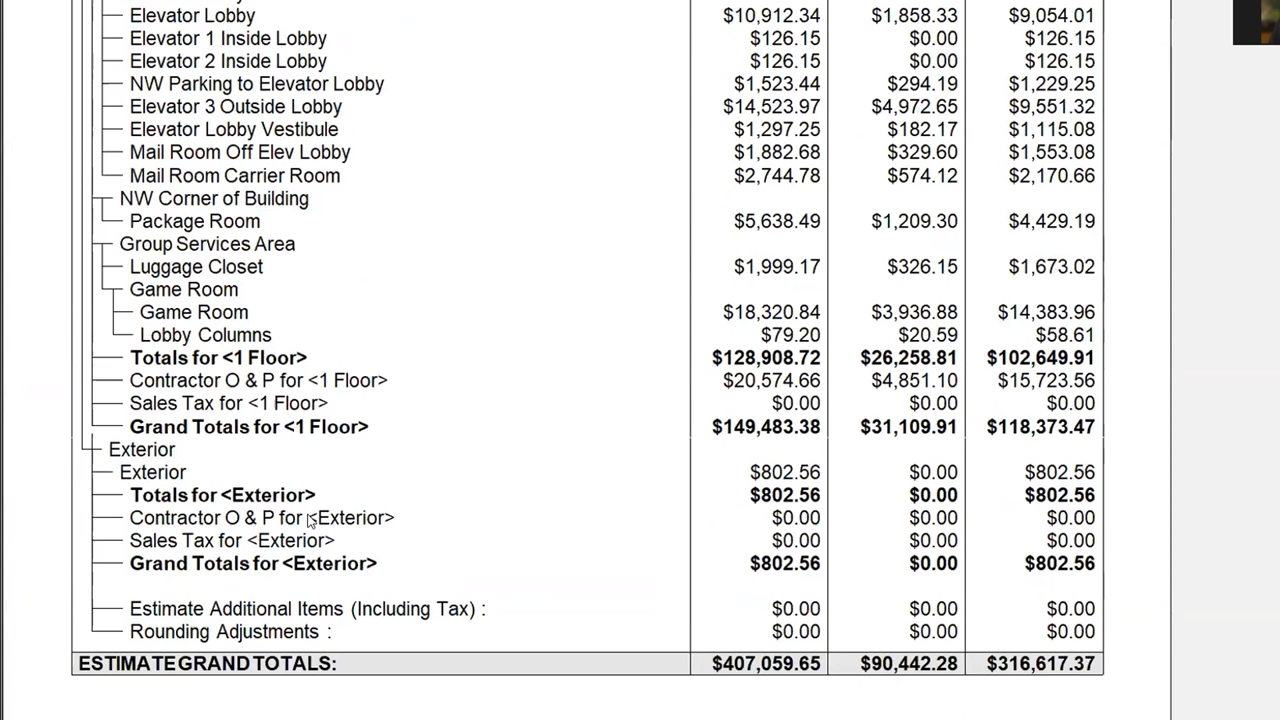 Elevator Lobby $10,912.34 $1,858.33 $9,054.01
Elevator 1 Inside Lobby $126.15 $0.00 $126.15
Elevator 2 Inside Lobby $126.15 $0.00 $126.15
NW Parking to Elevator Lobby $1,523.44 $294.19 $1,229.25
Elevator 3 Outside Lobby $14,523.97 $4,972.65 $9,551.32
Elevator Lobby Vestibule $1,297.25 $182.17 $1,115.08
Mail Room Off Elev Lobby $1,882.68 $329.60 $1,553.08
Mail Room Carrier Room $2,744.78 $574.12 $2,170.66
NW Corner of Building
Package Room $5,638.49 $1,209.30 $4,429.19
Group Services Area
Luggage Closet $1,999.17 $326.15 $1,673.02
Game Room
Game Room $18,320.84 $3,936.88 $14,383.96
Lobby Columns $79.20 $20.59 $58.61
Totals for <1 Floor> $128,908.72 $26,258.81 $102,649.91
Contractor O & P for <1 Floor> $20,574.66 $4,851.10 $15,723.56
Sales Tax for <1 Floor> $0.00 $0.00 $0.00
Grand Totals for <1 Floor> $149,483.38 $31,109.91 $118,373.47
Exterior
Exterior $802.56 $0.00 $802.56
Totals for <Exterior> $802.56 $0.00 $802.56
Contractor O & P for <Exterior> $0.00 $0.00 $0.00
Sales Tax for <Exterior> $0.00 $0.00 $0.00
Grand Totals for <Exterior> $802.56 $0.00 $802.56
Estimate Additional Items (Including Tax) : $0.00 $0.00 $0.00
Rounding Adjustments : $0.00 $0.00 $0.00
ESTIMATE GRAND TOTALS: $407,059.65 $90,442.28 $316,617.37